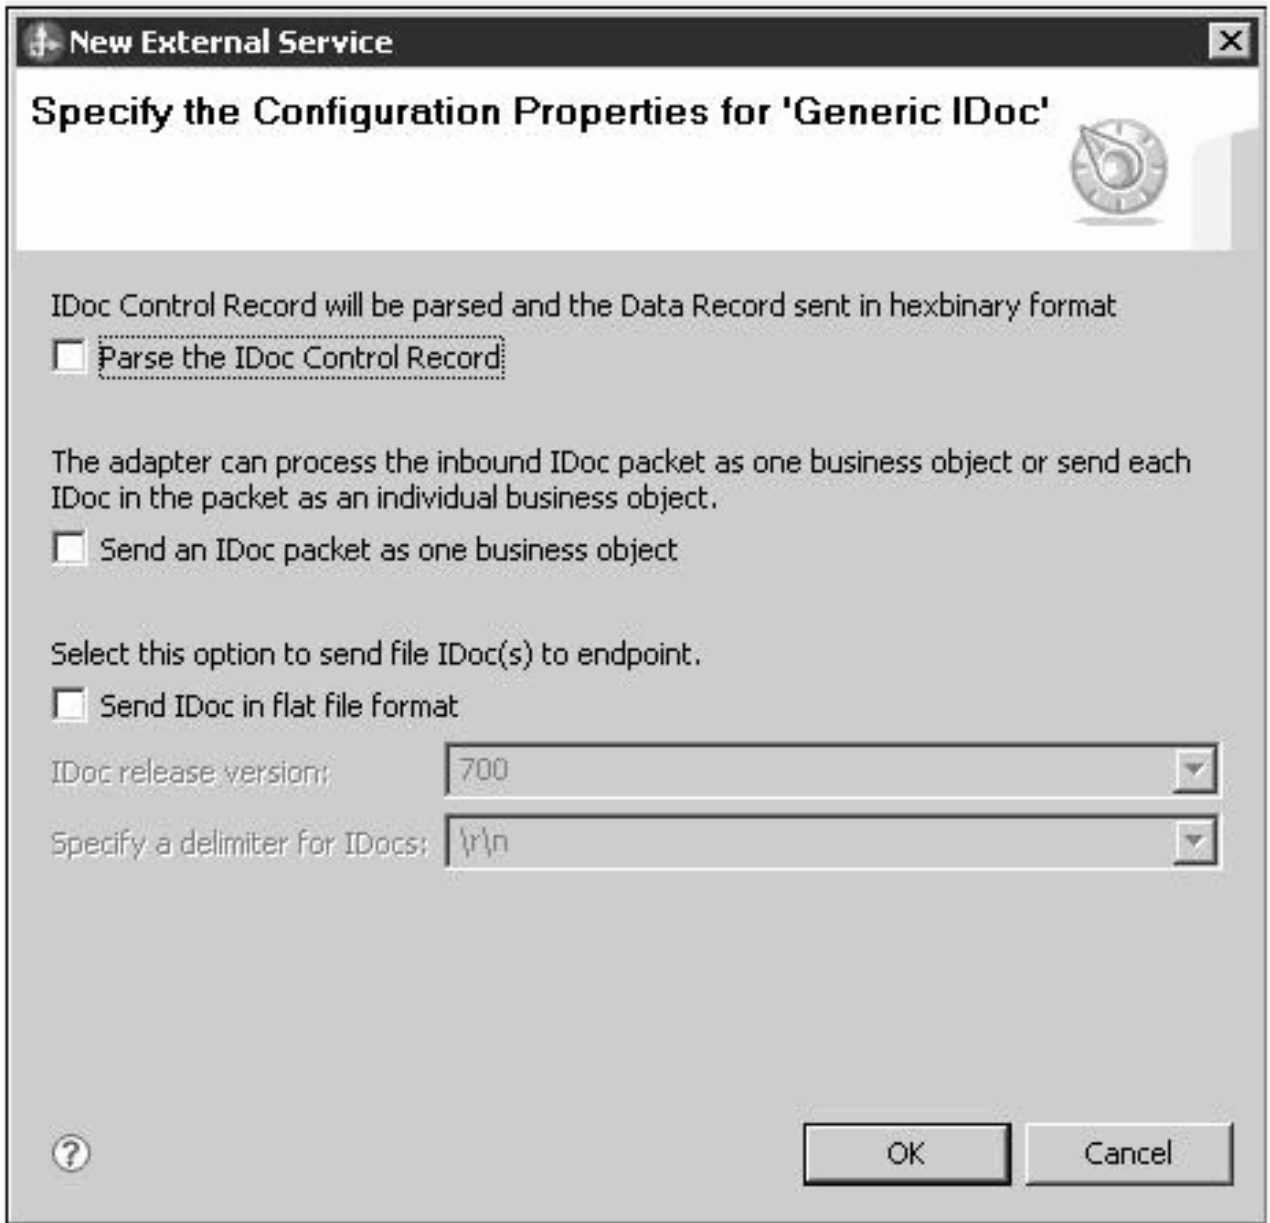 New External Service
Specify the Configuration Properties for 'Generic IDoc'
IDoc Control Record will be parsed and the Data Record sent in hexbinary format
Parse the IDoc Control Record
The adapter can process the inbound IDoc packet as one business object or send each
IDoc in the packet as an individual business object.
Send an IDoc packet as one business object
Select this option to send file IDoc(s) to endpoint.
Send IDoc in flat file format
IDoc release version: 700
Specify a delimiter for IDocs: \r\n
OK Cancel